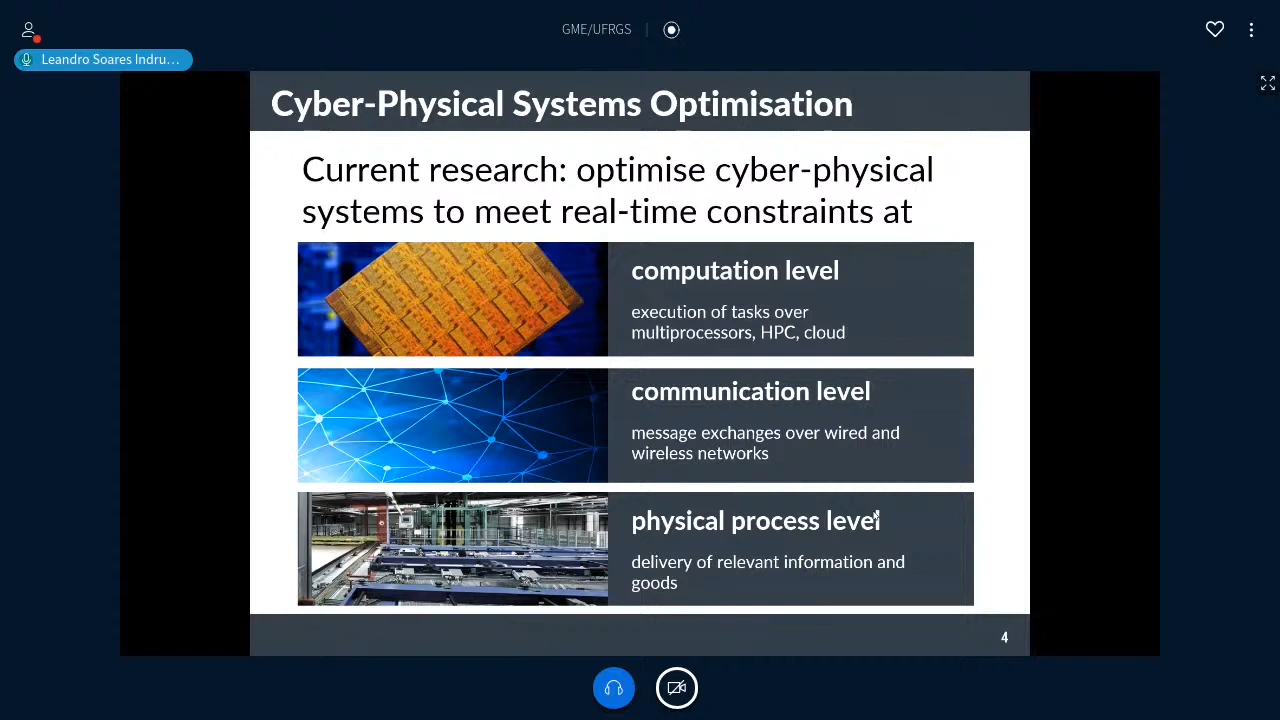 GME/UFRGS
Leandro Soares Indru...
Cyber-Physical Systems Optimisation
Current research: optimise cyber-physical
systems to meet real-time constraints at
computation level
execution of tasks over
multiprocessors, HPC, cloud
communication level
message exchanges over wired and
wireless networks
physical process level
delivery of relevant information and
goods
4